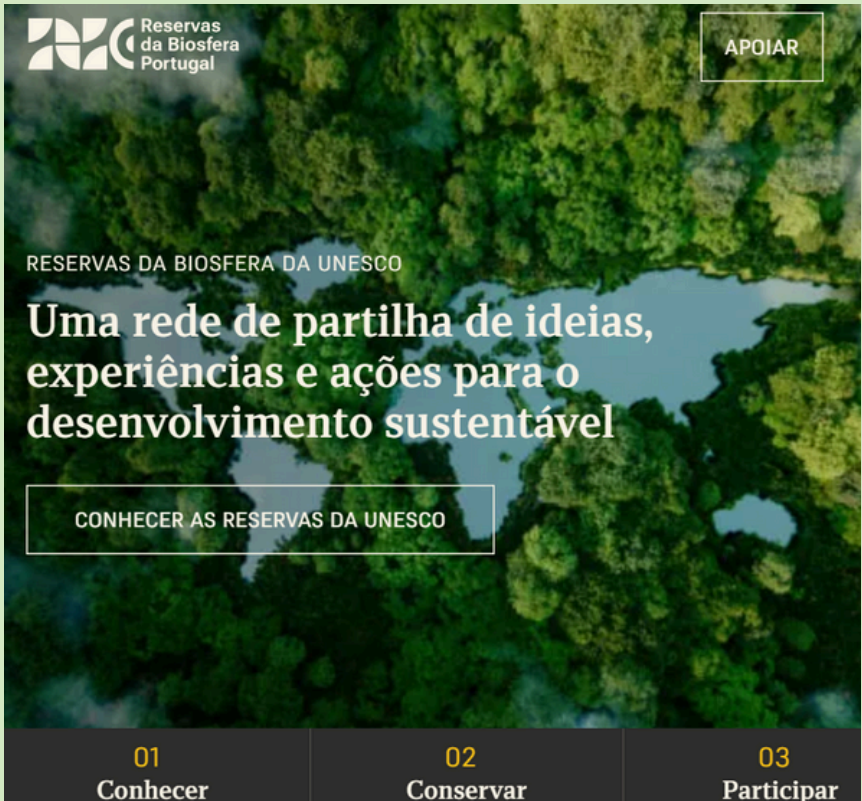 Reservas
da Biosfera
Portugal
APOIAR
RESERVAS DA BIOSFERA DA UNESCO
Uma rede de partilha de ideias,
experiências e ações para o
desenvolvimento sustentável
CONHECER AS RESERVAS DA UNESCO
01
Conhecer
02
Conservar
03
Participar